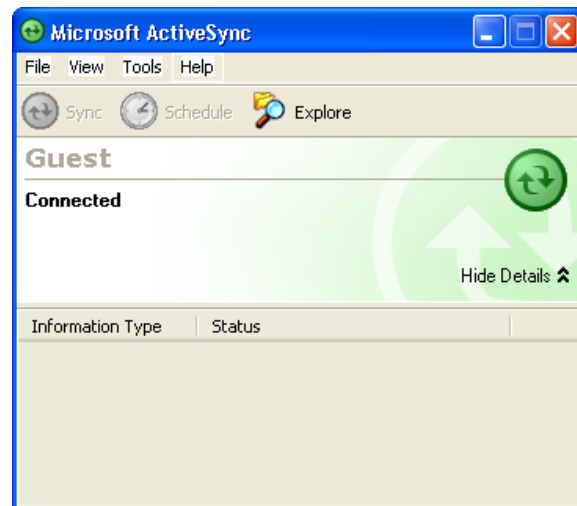 Microsoft ActiveSync
File View Tools Help
Sync Schedule Explore
Guest
Connected
Hide Details
Information Type Status